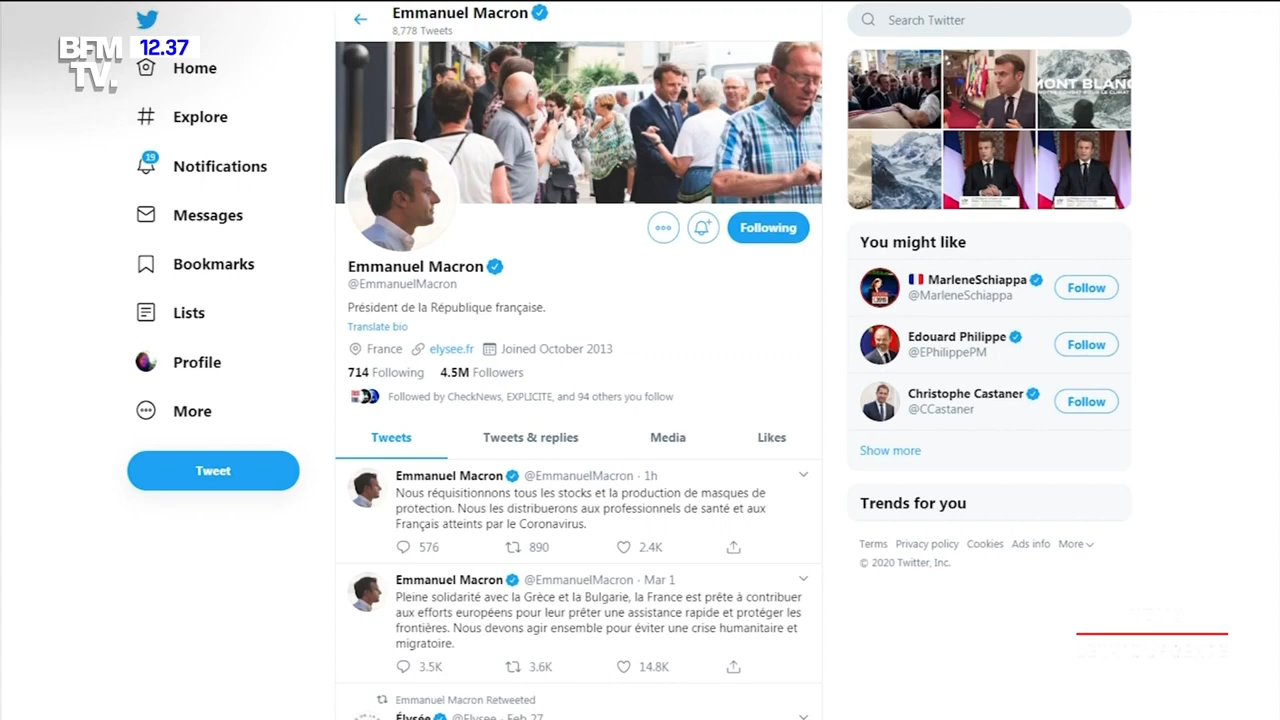 BFM
TV.
12.37
Home
Explore
19
Notifications
Messages
Bookmarks
Lists
Profile
More
Tweet
Emmanuel Macron
8,778 Tweets
Following
Emmanuel Macron
@EmmanuelMacron
Président de la République française.
Translate bio
France elysee.fr Joined October 2013
714 Following 4.5M Followers
Followed by CheckNews, EXPLICITE, and 94 others you follow
Tweets Tweets & replies Media Likes
Emmanuel Macron @EmmanuelMacron · 1h
Nous réquisitionnons tous les stocks et la production de masques de
protection. Nous les distribuerons aux professionnels de santé et aux
Français atteints par le Coronavirus.
576 890 2.4K
Emmanuel Macron @EmmanuelMacron · Mar 1
Pleine solidarité avec la Grèce et la Bulgarie, la France est prête à contribuer
aux efforts européens pour leur prêter une assistance rapide et protéger les
frontières. Nous devons agir ensemble pour éviter une crise humanitaire et
migratoire.
3.5K 3.6K 14.8K
Emmanuel Macron Retweeted
Élysée @Elysee · Feb 27
Search Twitter
MONT BLANC
NOTRE COMBAT POUR LE CLIMAT
You might like
MarleneSchiappa
@MarleneSchiappa
Follow
Edouard Philippe
@EPhilippePM
Follow
Christophe Castaner
@CCastaner
Follow
Show more
Trends for you
Terms Privacy policy Cookies Ads info More
© 2020 Twitter, Inc.